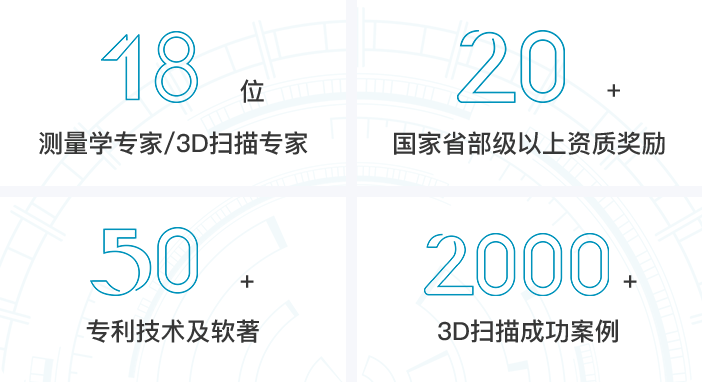 18 位
测量学专家/3D扫描专家
20 +
国家省部级以上资质奖励
50 +
专利技术及软著
2000 +
3D扫描成功案例